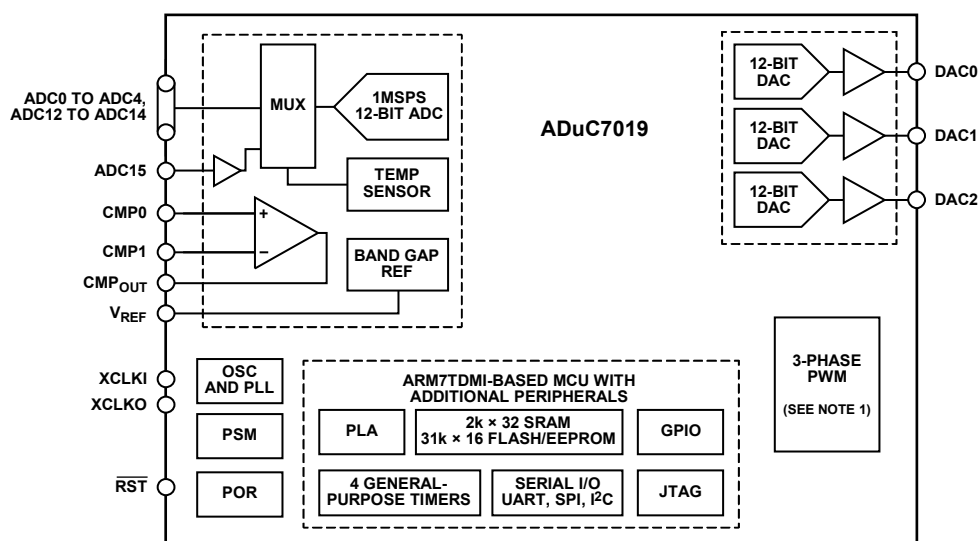 ADC0 TO ADC4,
ADC12 TO ADC14
MUX
1MSPS
12-BIT ADC
ADuC7019
12-BIT
DAC
DAC0
12-BIT
DAC
DAC1
12-BIT
DAC
DAC2
ADC15
TEMP
SENSOR
CMP0
+
CMP1
−
CMPOUT
BAND GAP
REF
VREF
XCLKI
XCLKO
OSC
AND PLL
PSM
RST
POR
ARM7TDMI-BASED MCU WITH
ADDITIONAL PERIPHERALS
PLA
2k × 32 SRAM
31k × 16 FLASH/EEPROM
GPIO
4 GENERAL-
PURPOSE TIMERS
SERIAL I/O
UART, SPI, I²C
JTAG
3-PHASE
PWM
(SEE NOTE 1)